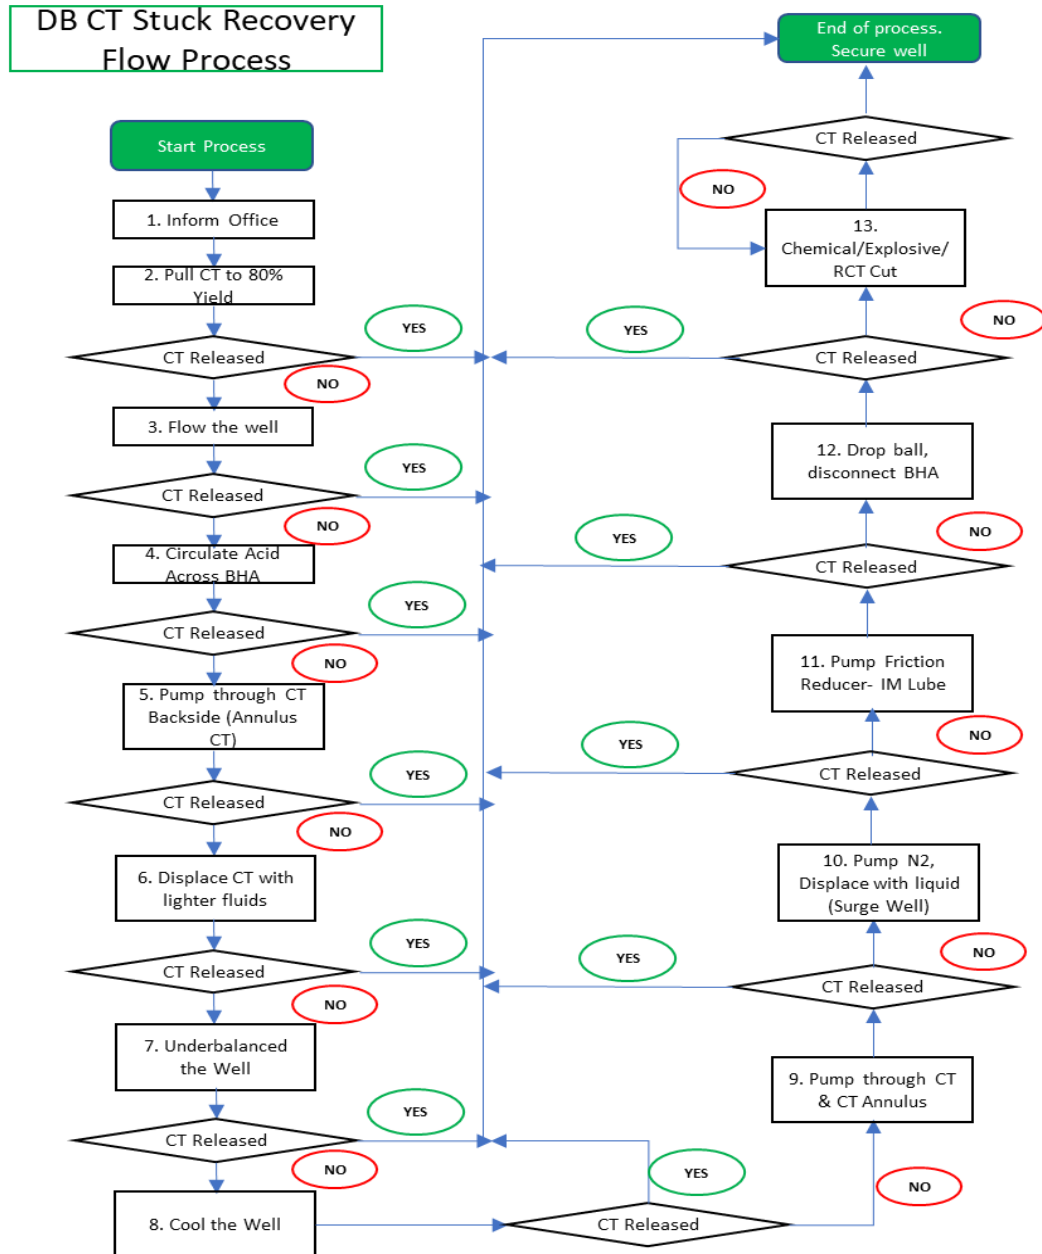 DB CT Stuck Recovery
Flow Process
Start Process
1. Inform Office
2. Pull CT to 80%
Yield
YES
CT Released
NO
3. Flow the well
YES
CT Released
NO
4. Circulate Acid
Across BHA
YES
CT Released
NO
5. Pump through CT
Backside (Annulus
CT)
YES
CT Released
NO
6. Displace CT with
lighter fluids
YES
CT Released
NO
7. Underbalanced
the Well
YES
CT Released
NO
8. Cool the Well
YES
CT Released
NO
9. Pump through CT
& CT Annulus
YES
CT Released
NO
10. Pump N2,
Displace with liquid
(Surge Well)
YES
CT Released
NO
11. Pump Friction
Reducer- IM Lube
YES
CT Released
NO
12. Drop ball,
disconnect BHA
YES
CT Released
NO
13.
Chemical/Explosive/
RCT Cut
NO
CT Released
End of process.
Secure well